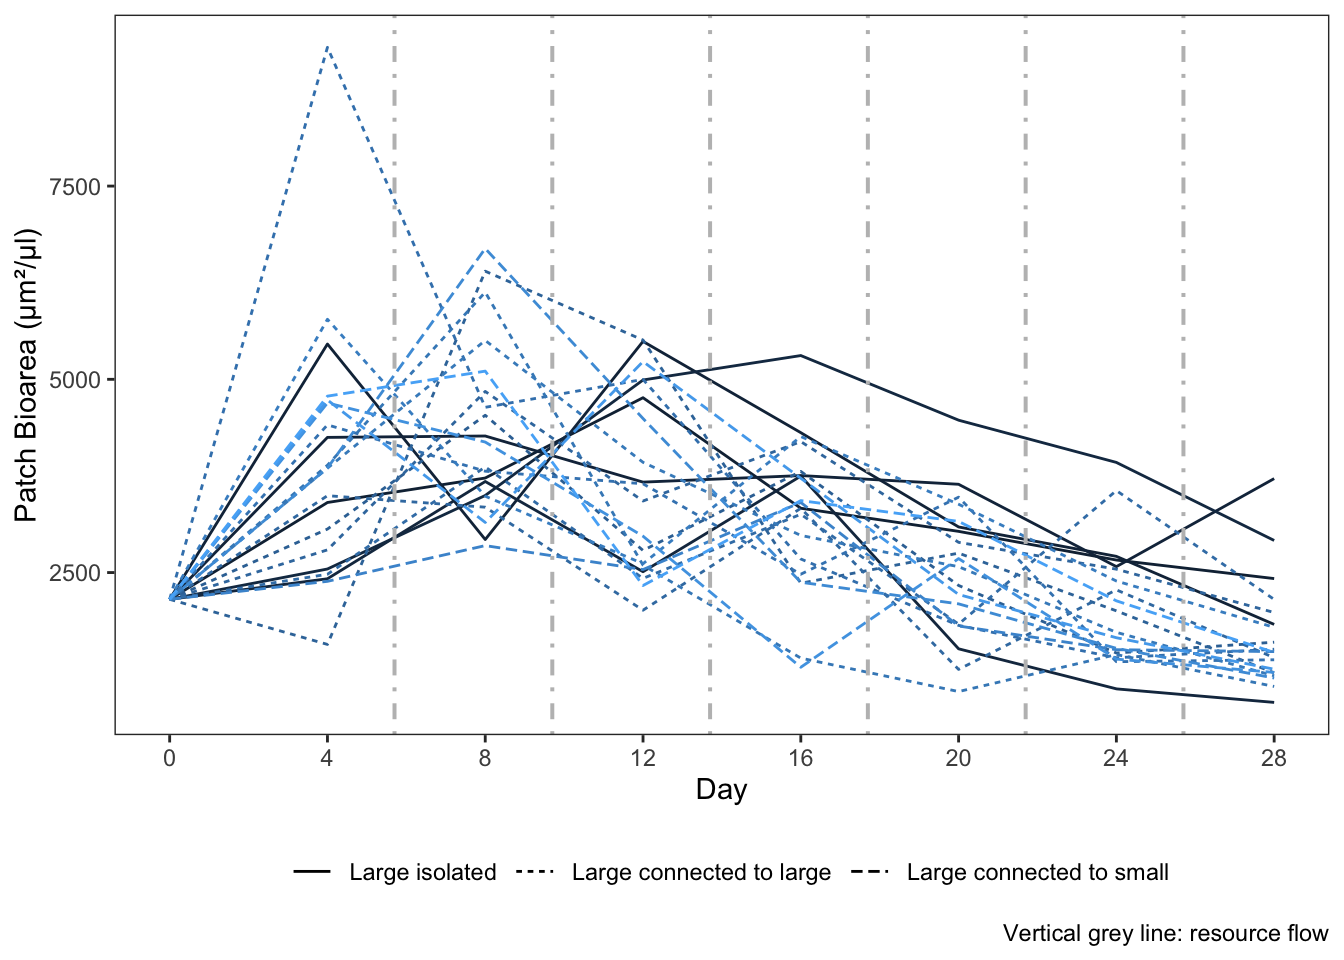 Patch Bioarea (µm²/µl)
7500
5000
2500
0 4 8 12 16 20 24 28
Day
Large isolated Large connected to large Large connected to small
Vertical grey line: resource flow